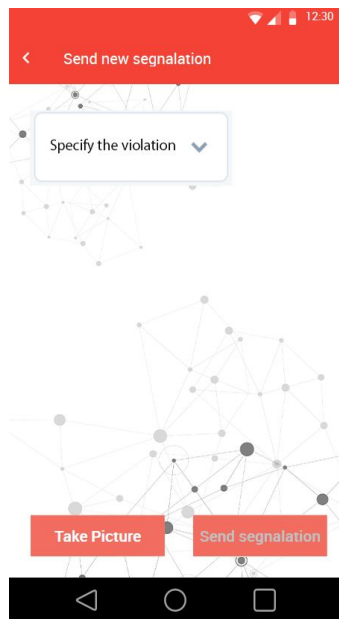 12:30
Send new segnalation
Specify the violation
Take Picture
Send segnalation